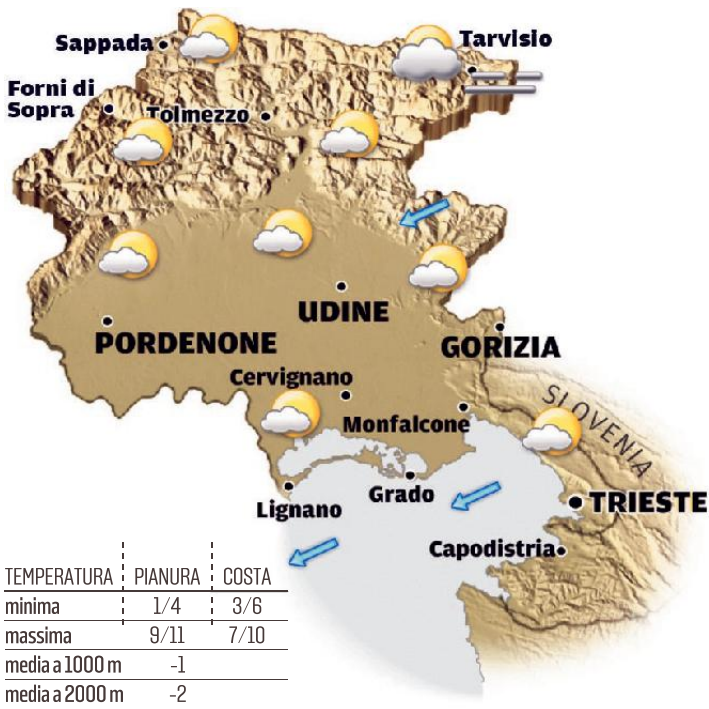 Sappada
Tarvisio
Forni di
Sopra
Tolmezzo
UDINE
PORDENONE
GORIZIA
Cervignano
SLOVENIA
Monfalcone
Lignano
Grado
TRIESTE
Capodistria
TEMPERATURA PIANURA COSTA
minima 1/4 3/6
massima 9/11 7/10
media a 1000 m -1
media a 2000 m -2